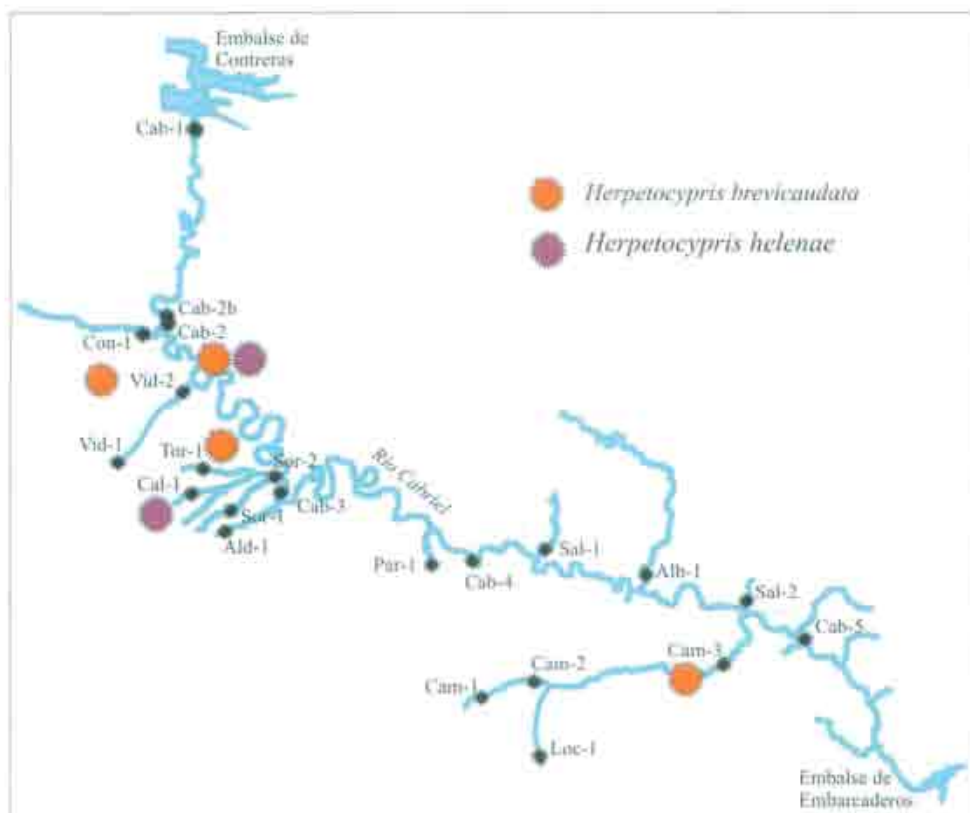 Embalse de
Contreras
Cab-1
Herpetocypris brevicaudata
Herpetocypris helenae
Cab-2b
Cab-2
Con-1
Vid-2
Vid-1
Tor-1
Sor-2
Cal-1
Cab-3
Sor-1
Ald-1
Río Cabriel
Par-1
Cab-4
Sal-1
Alb-1
Sal-2
Cab-5
Cam-3
Cam-2
Cam-1
Loc-1
Embalse de
Embarcaderos